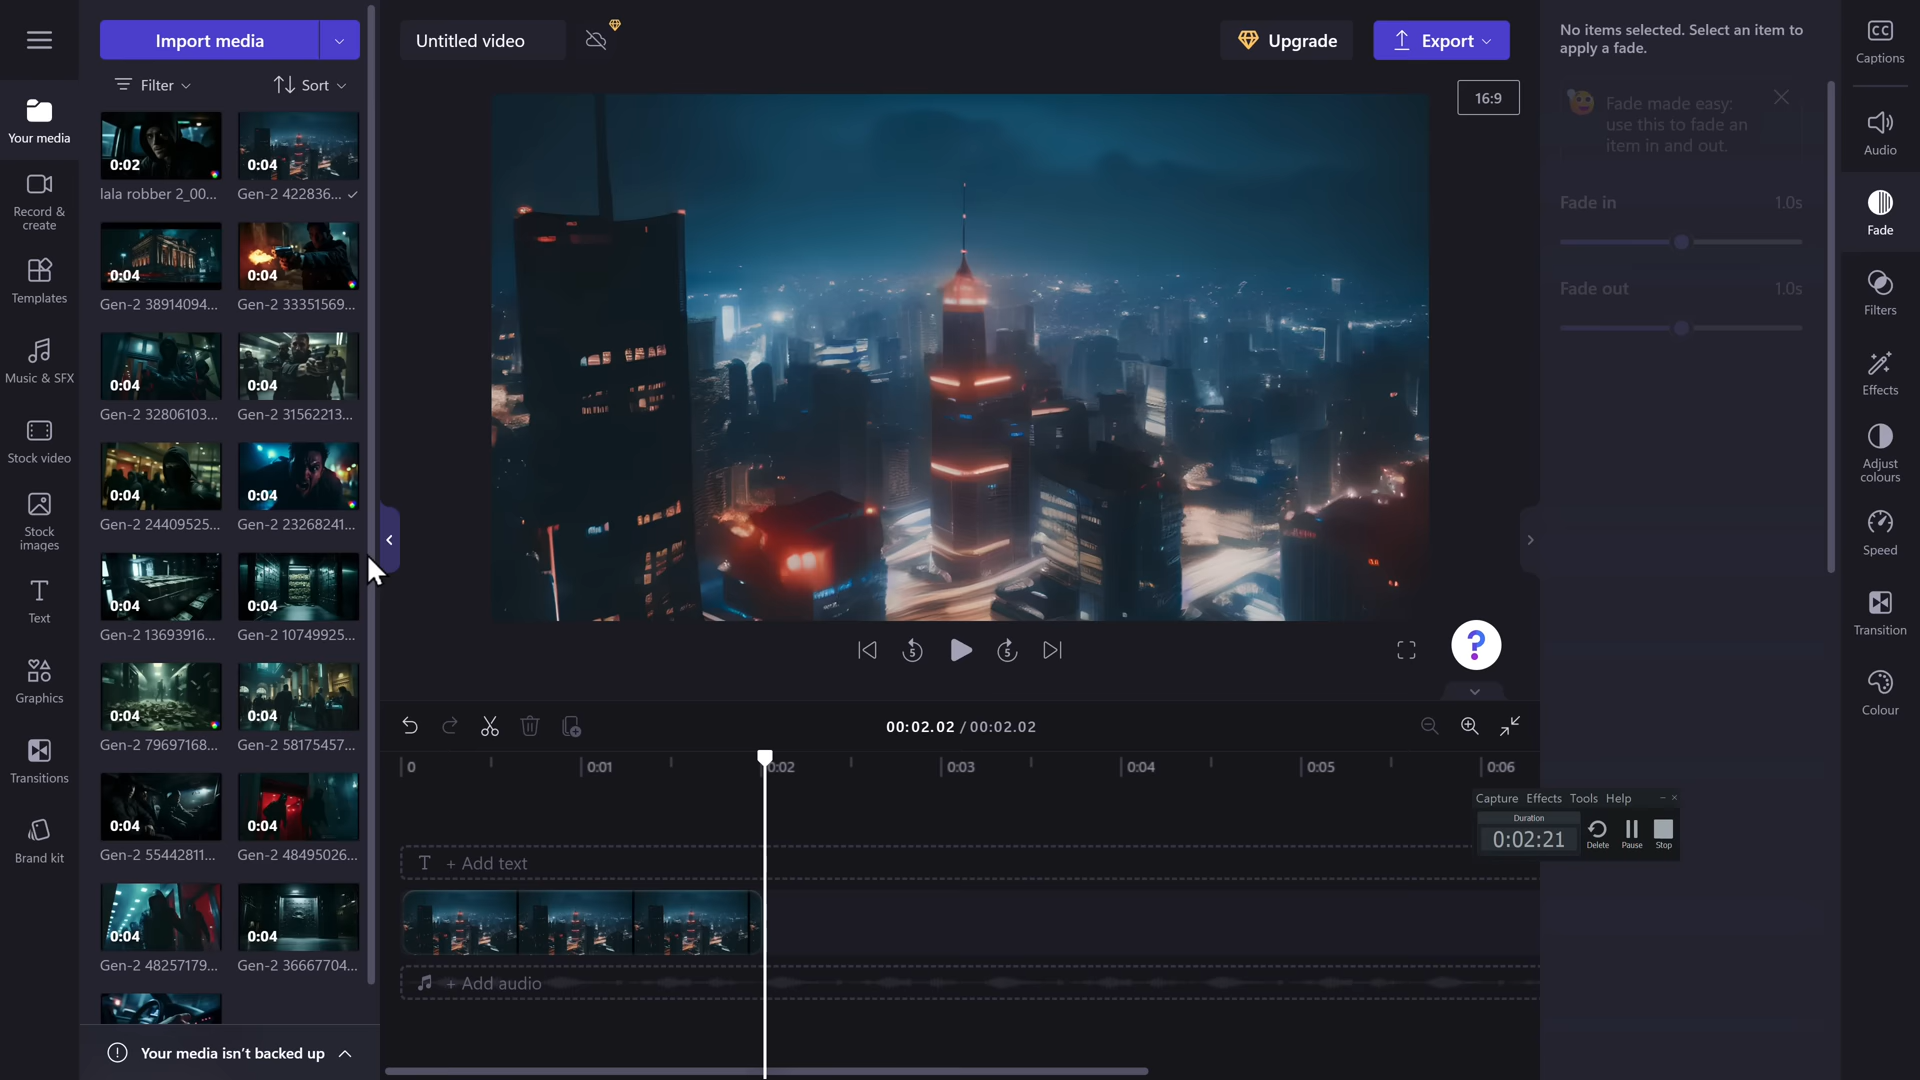 Import media
Untitled video
Upgrade
Export
No items selected. Select an item to
apply a fade.
Captions
Filter
Sort
16:9
Fade made easy:
use this to fade an
item in and out.
Your media
Record &
create
Templates
Music & SFX
Stock video
Stock
images
Text
Graphics
Transitions
Brand kit
0:02
0:04
lala robber 2_00...
Gen-2 422836...
0:04
0:04
Gen-2 38914094...
Gen-2 33351569...
0:04
0:04
Gen-2 32806103...
Gen-2 31562213...
0:04
0:04
Gen-2 24409525...
Gen-2 23268241...
0:04
0:04
Gen-2 13693916...
Gen-2 10749925...
0:04
0:04
Gen-2 79697168...
Gen-2 58175457...
0:04
0:04
Gen-2 55442811...
Gen-2 48495026...
0:04
0:04
Gen-2 48257179...
Gen-2 36667704...
Your media isn't backed up
Fade in 1.0s
Fade out 1.0s
Audio
Fade
Filters
Effects
Adjust
colours
Speed
Transition
Colour
5
5
?
00:02.02 / 00:02.02
0
0:01
0:02
0:03
0:04
0:05
0:06
Capture Effects Tools Help
Duration
0:02:21
Delete
Pause
Stop
T + Add text
+ Add audio